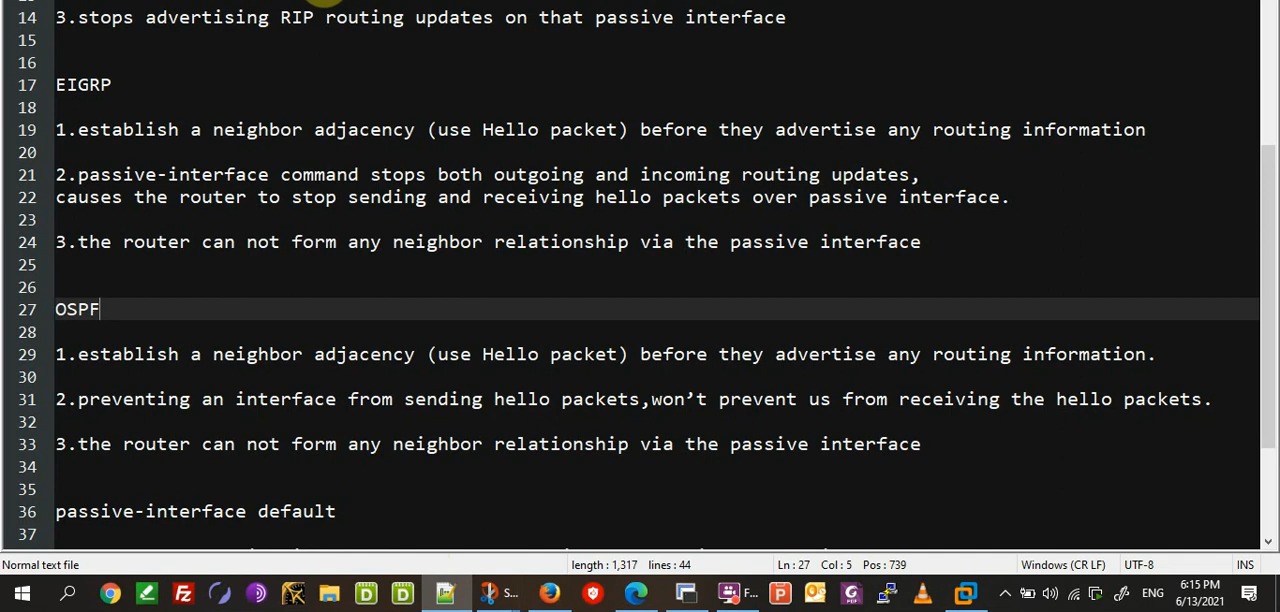 14 3.stops advertising RIP routing updates on that passive interface
15
16
17 EIGRP
18
19 1.establish a neighbor adjacency (use Hello packet) before they advertise any routing information
20
21 2.passive-interface command stops both outgoing and incoming routing updates,
22 causes the router to stop sending and receiving hello packets over passive interface.
23
24 3.the router can not form any neighbor relationship via the passive interface
25
26
27 OSPF
28
29 1.establish a neighbor adjacency (use Hello packet) before they advertise any routing information.
30
31 2.preventing an interface from sending hello packets,won’t prevent us from receiving the hello packets.
32
33 3.the router can not form any neighbor relationship via the passive interface
34
35
36 passive-interface default
37
Normal text file length : 1,317 lines : 44 Ln : 27 Col : 5 Pos : 739 Windows (CR LF) UTF-8 INS
S... F... ENG 6:15 PM
6/13/2021